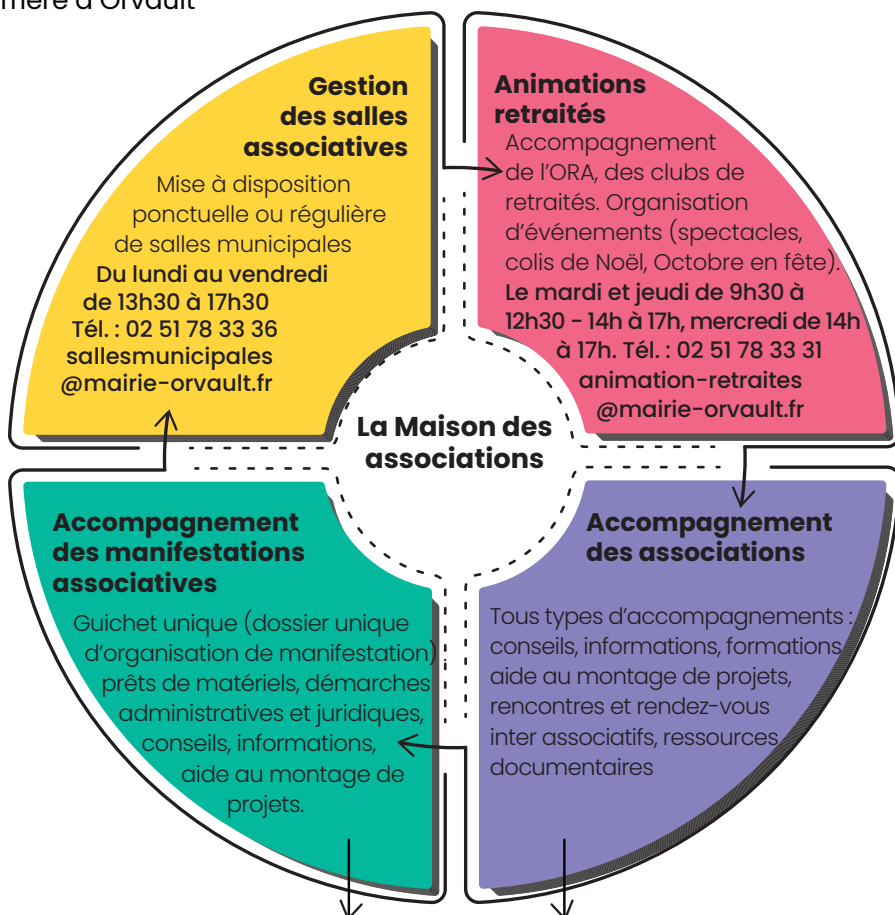 Gestion
des salles
associatives
Mise à disposition
ponctuelle ou régulière
de salles municipales
Du lundi au vendredi
de 13h30 à 17h30
Tél. : 02 51 78 33 36
sallesmunicipales
@mairie-orvault.fr
Animations
retraités
Accompagnement
de l'ORA, des clubs de
retraités. Organisation
d'événements (spectacles,
colis de Noël, Octobre en fête).
Le mardi et jeudi de 9h30 à
12h30 - 14h à 17h, mercredi de 14h
à 17h. Tél. : 02 51 78 33 31
animation-retraites
@mairie-orvault.fr
La Maison des
associations
Accompagnement
des manifestations
associatives
Guichet unique (dossier unique
d'organisation de manifestation)
prêts de matériels, démarches
administratives et juridiques,
conseils, informations,
aide au montage de
projets.
Accompagnement
des associations
Tous types d'accompagnements :
conseils, informations, formations
aide au montage de projets,
rencontres et rendez-vous
inter associatifs, ressources
documentaires